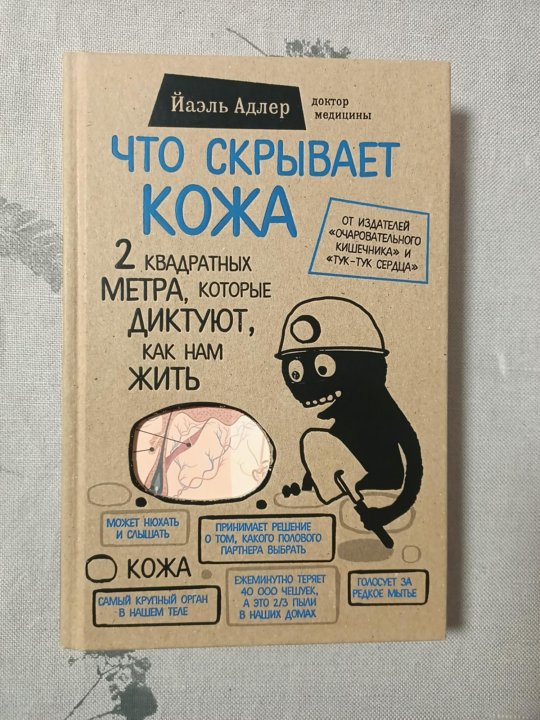 Йаэль Адлер
доктор
медицины
ЧТО СКРЫВАЕТ
КОЖА
ОТ ИЗДАТЕЛЕЙ
«ОЧАРОВАТЕЛЬНОГО
КИШЕЧНИКА» И
«ТУК-ТУК СЕРДЦА»
2 КВАДРАТНЫХ
МЕТРА, КОТОРЫЕ
ДИКТУЮТ,
КАК НАМ
ЖИТЬ
МОЖЕТ НЮХАТЬ
И СЛЫШАТЬ
ПРИНИМАЕТ РЕШЕНИЕ
О ТОМ, КАКОГО ПОЛОВОГО
ПАРТНЕРА ВЫБРАТЬ
КОЖА
САМЫЙ КРУПНЫЙ ОРГАН
В НАШЕМ ТЕЛЕ
ЕЖЕМИНУТНО ТЕРЯЕТ
40 000 ЧЕШУЕК,
А ЭТО 2/3 ПЫЛИ
В НАШИХ ДОМАХ
ГОЛОСУЕТ ЗА
РЕДКОЕ МЫТЬЕ